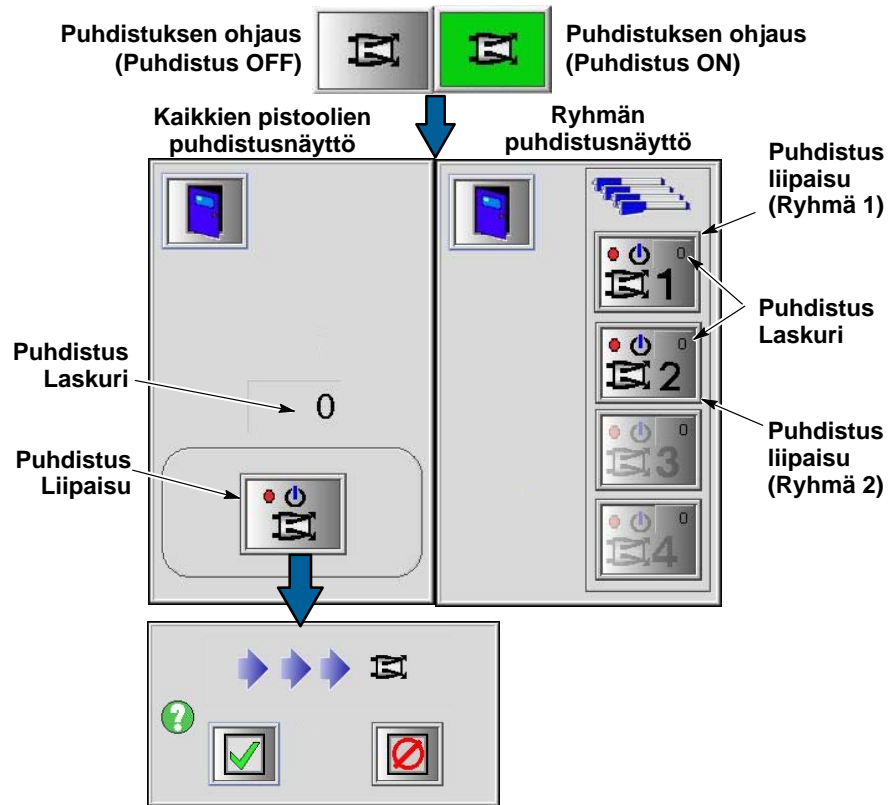 Puhdistuksen ohjaus
(Puhdistus OFF)
Puhdistuksen ohjaus
(Puhdistus ON)
Kaikkien pistoolien
puhdistusnäyttö
Ryhmän
puhdistusnäyttö
Puhdistus
liipaisu
(Ryhmä 1)
0
1
Puhdistus
Laskuri
0
2
Puhdistus
Laskuri
0
0
3
Puhdistus
liipaisu
(Ryhmä 2)
Puhdistus
Liipaisu
0
4
?